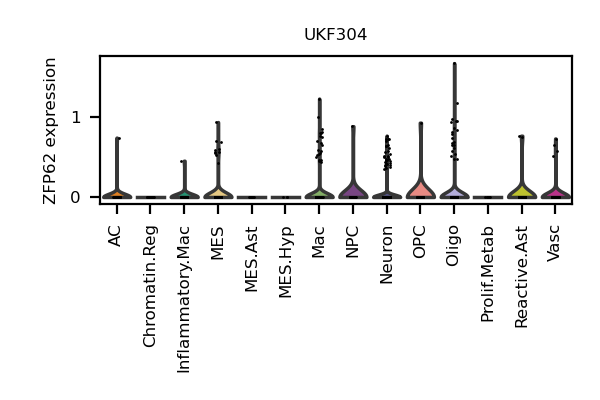 UKF304
ZFP62 expression
1
0
AC
Chromatin.Reg
Inflammatory.Mac
MES
MES.Ast
MES.Hyp
Mac
NPC
Neuron
OPC
Oligo
Prolif.Metab
Reactive.Ast
Vasc